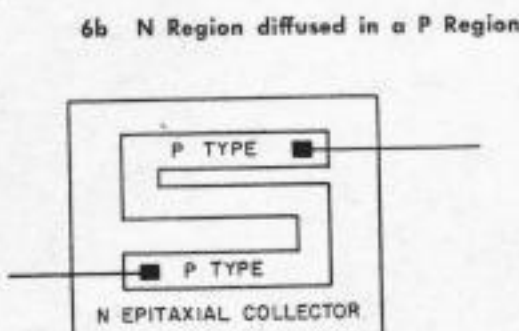 6b N Region diffused in a P Region
P TYPE
P TYPE
N EPITAXIAL COLLECTOR